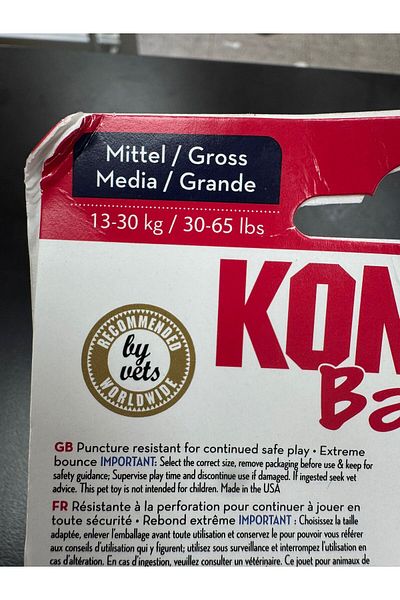 Mittel / Gross
Media / Grande
13-30 kg / 30-65 lbs
RECOMMENDED
by
vets
WORLDWIDE
KON
Ba
GB Puncture resistant for continued safe play • Extreme
bounce IMPORTANT: Select the correct size, remove packaging before use & keep for
safety guidance; Supervise play time and discontinue use if damaged. If ingested seek vet
advice. This pet toy is not intended for children. Made in the USA
FR Résistante à la perforation pour continuer à jouer en
toute sécurité • Rebond extrême IMPORTANT : Choisissez la taille
adaptée, enlever l'emballage avant toute utilisation et conservez le pour pouvoir vous référer
aux conseils d'utilisation qui y figurent; utilisez sous surveillance et interrompez l'utilisation en
cas d'altération. En cas d'ingestion, veuillez consulter un vétérinaire. Ce jouet pour animaux de